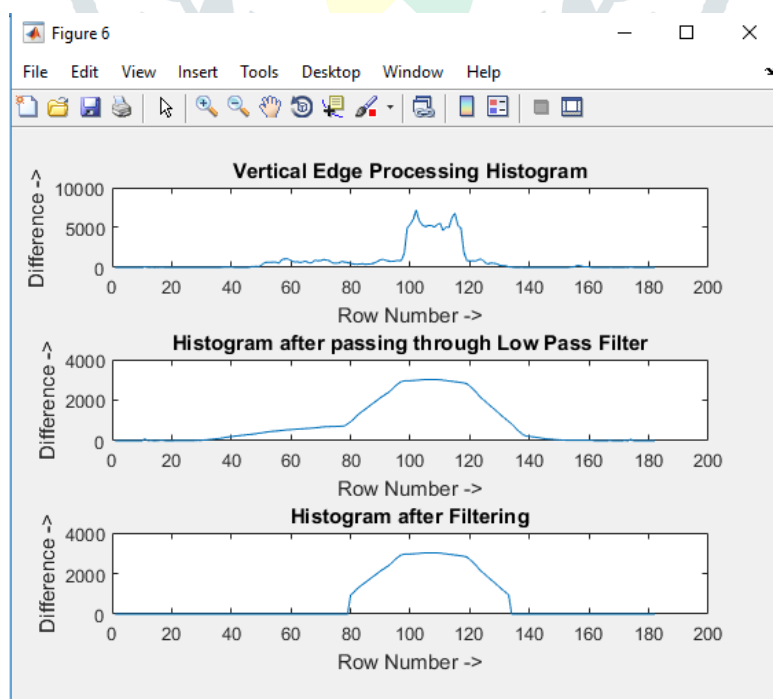 Figure 6
File Edit View Insert Tools Desktop Window Help
Vertical Edge Processing Histogram
Difference ->
10000
5000
0
0 20 40 60 80 100 120 140 160 180 200
Row Number ->
Histogram after passing through Low Pass Filter
Difference ->
4000
2000
0
0 20 40 60 80 100 120 140 160 180 200
Row Number ->
Histogram after Filtering
Difference ->
4000
2000
0
0 20 40 60 80 100 120 140 160 180 200
Row Number ->